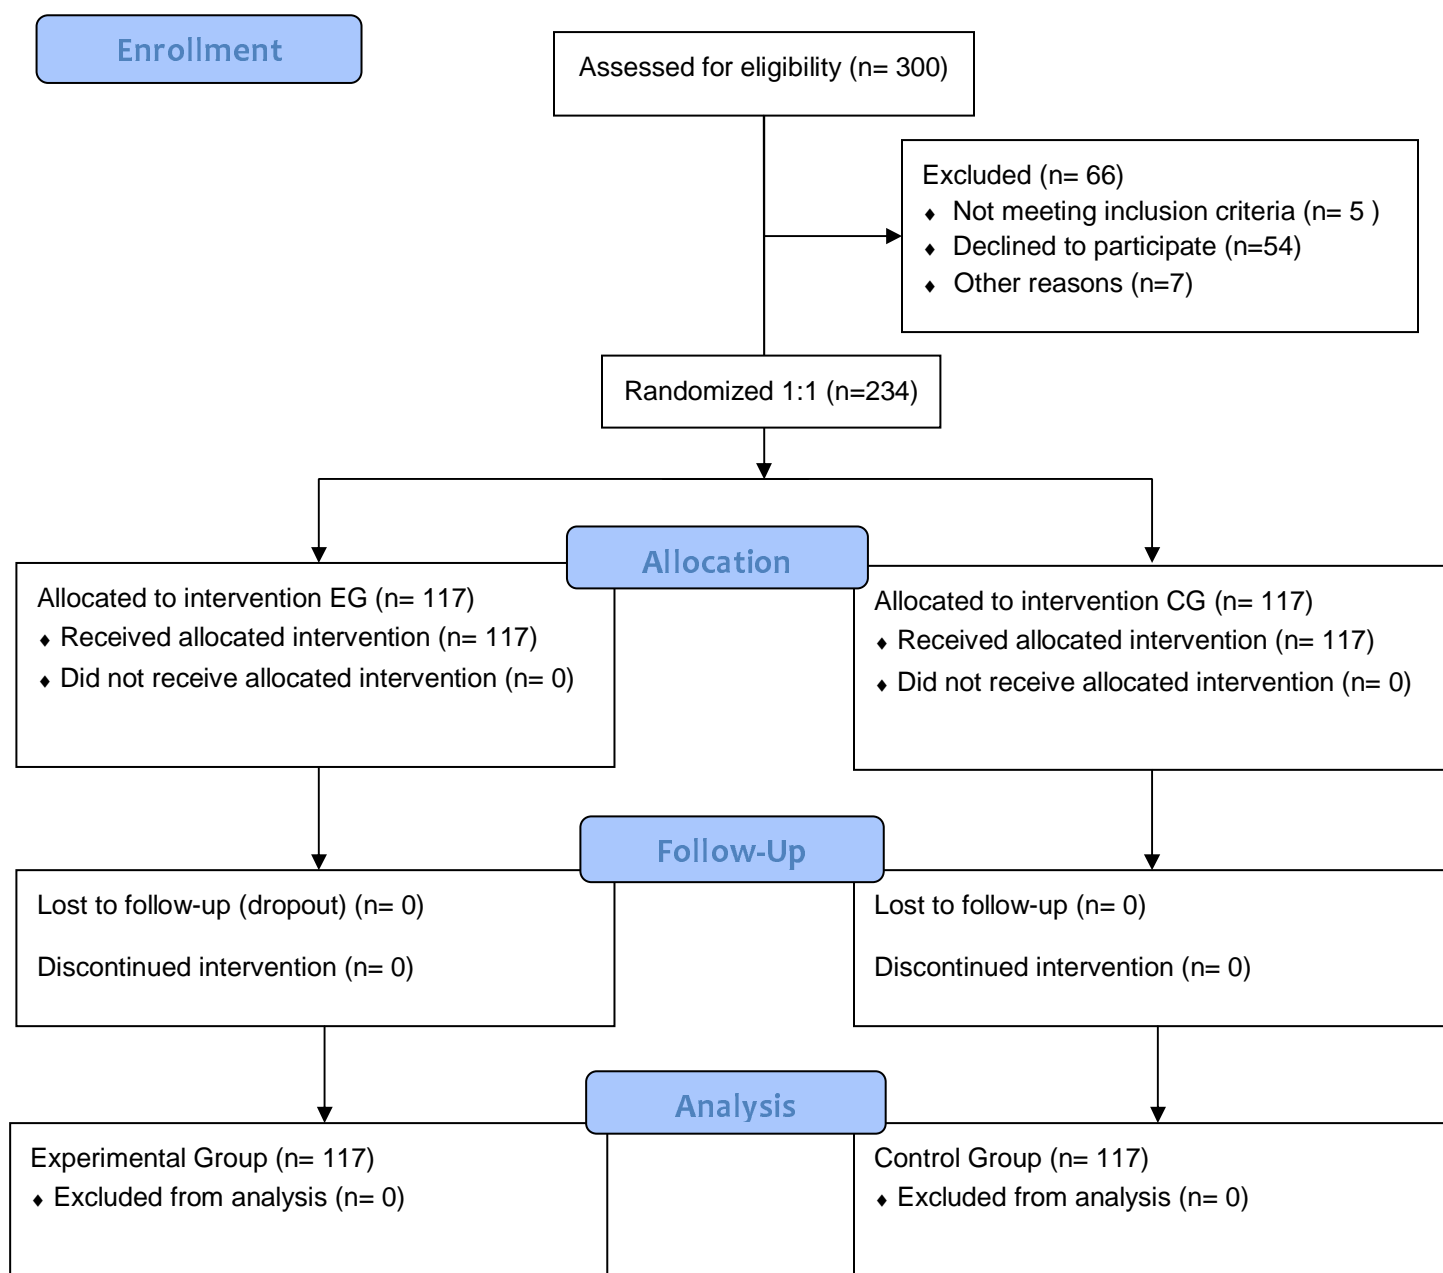 Enrollment
Assessed for eligibility (n= 300)
Excluded (n= 66)
♦ Not meeting inclusion criteria (n= 5 )
♦ Declined to participate (n=54)
♦ Other reasons (n=7)
Randomized 1:1 (n=234)
Allocation
Allocated to intervention EG (n= 117)
♦ Received allocated intervention (n= 117)
♦ Did not receive allocated intervention (n= 0)
Allocated to intervention CG (n= 117)
♦ Received allocated intervention (n= 117)
♦ Did not receive allocated intervention (n= 0)
Follow-Up
Lost to follow-up (dropout) (n= 0)
Discontinued intervention (n= 0)
Lost to follow-up (n= 0)
Discontinued intervention (n= 0)
Analysis
Experimental Group (n= 117)
♦ Excluded from analysis (n= 0)
Control Group (n= 117)
♦ Excluded from analysis (n= 0)